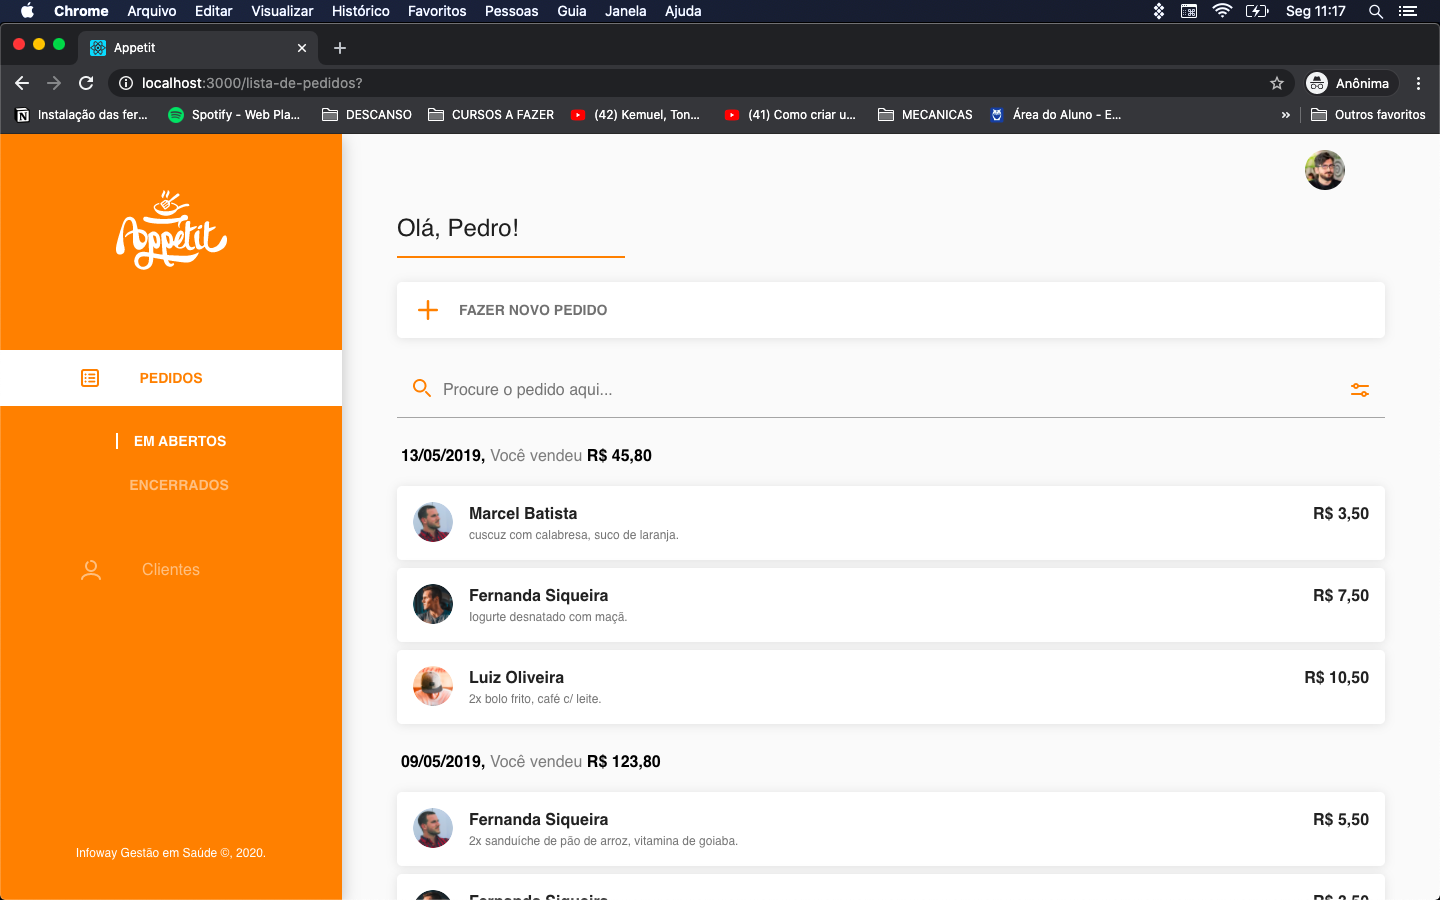 Chrome Arquivo Editar Visualizar Histórico Favoritos Pessoas Guia Janela Ajuda Seg 11:17
Appetit
localhost:3000/lista-de-pedidos? Anônima
Instalação das fer... Spotify - Web Pla... DESCANSO CURSOS A FAZER (42) Kemuel, Ton... (41) Como criar u... MECANICAS Área do Aluno - E... » Outros favoritos
Appetit
PEDIDOS
EM ABERTOS
ENCERRADOS
Clientes
Infoway Gestão em Saúde ©, 2020.
Olá, Pedro!
FAZER NOVO PEDIDO
Procure o pedido aqui...
13/05/2019, Você vendeu R$ 45,80
Marcel Batista R$ 3,50
cuscuz com calabresa, suco de laranja.
Fernanda Siqueira R$ 7,50
Iogurte desnatado com maçã.
Luiz Oliveira R$ 10,50
2x bolo frito, café c/ leite.
09/05/2019, Você vendeu R$ 123,80
Fernanda Siqueira R$ 5,50
2x sanduíche de pão de arroz, vitamina de goiaba.
Fernanda Siqueira